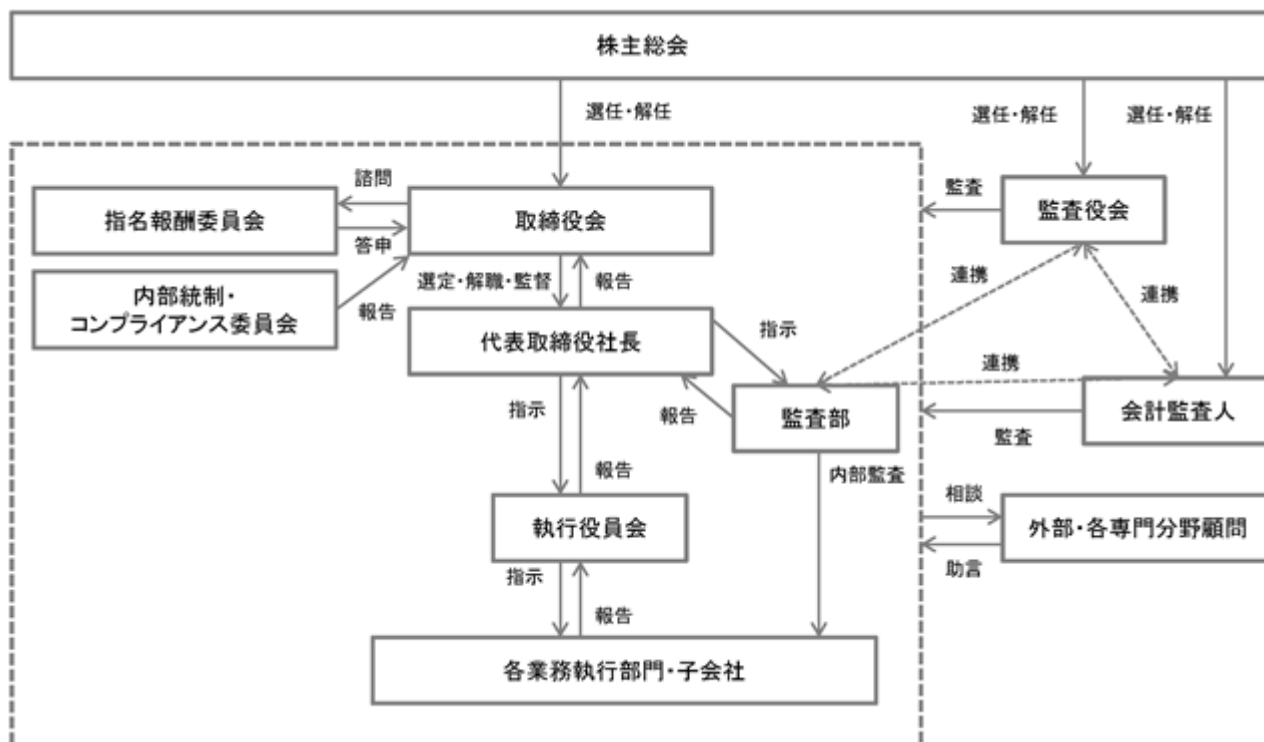 株主総会
選任・解任
選任・解任
選任・解任
諮問
監査
指名報酬委員会
取締役会
監査役会
答申
内部統制・
コンプライアンス委員会
報告
選定・解職・監督
報告
連携
連携
代表取締役社長
指示
連携
指示
報告
監査部
会計監査人
監査
報告
内部監査
相談
執行役員会
外部・各専門分野顧問
指示
助言
報告
各業務執行部門・子会社